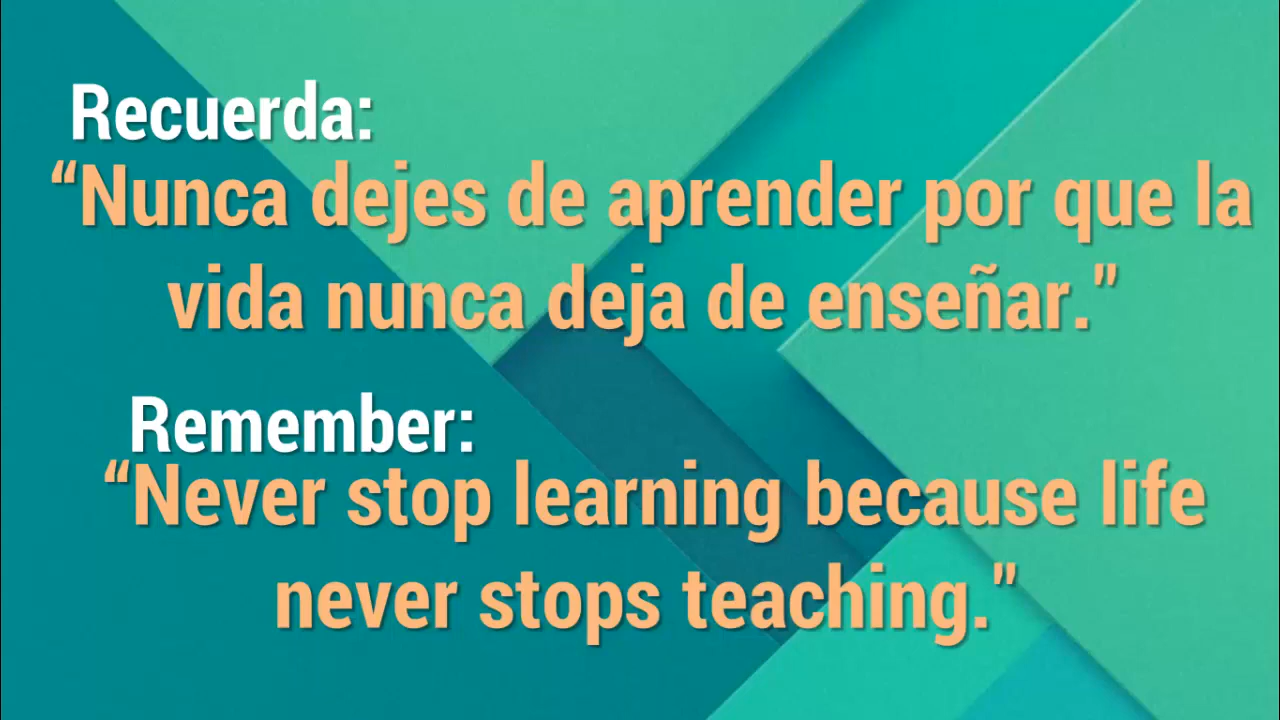 Recuerda:
“Nunca dejes de aprender por que la
vida nunca deja de enseñar.”
Remember:
“Never stop learning because life
never stops teaching.”